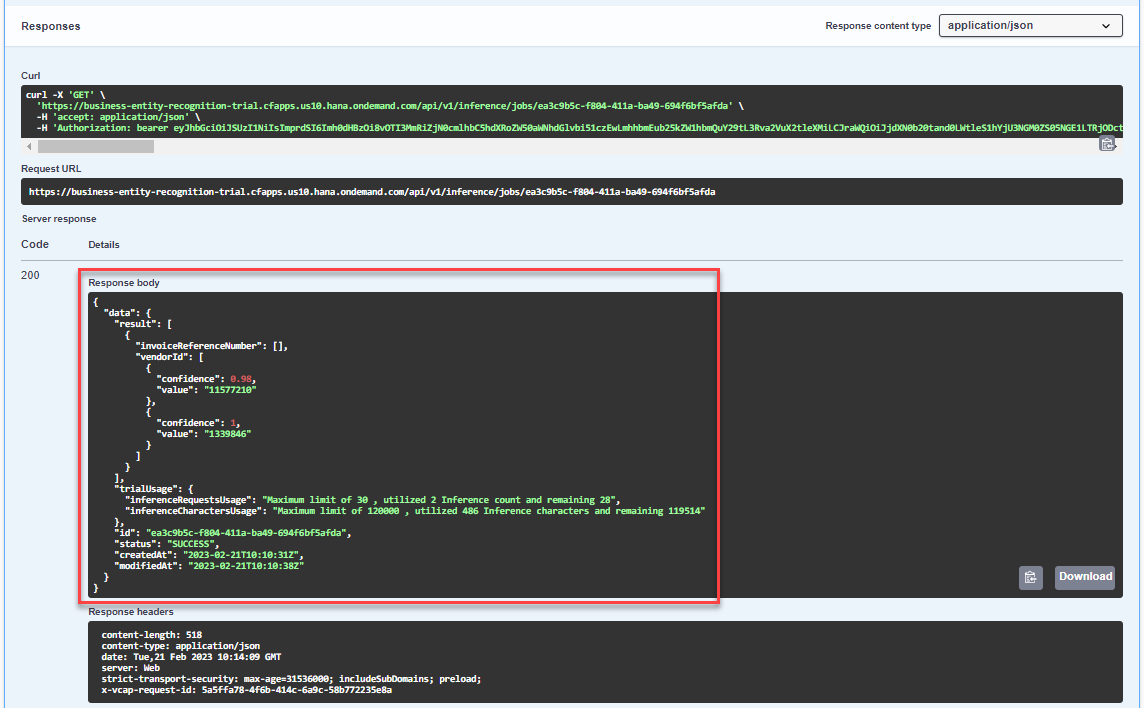 Responses
Response content type
application/json
Curl
curl -X 'GET' \
  'https://business-entity-recognition-trial.cfapps.us10.hana.ondemand.com/api/v1/inference/jobs/ea3c9b5c-f804-411a-ba49-694f6bf5afda' \
  -H 'accept: application/json' \
  -H 'Authorization: bearer
Request URL
https://business-entity-recognition-trial.cfapps.us10.hana.ondemand.com/api/v1/inference/jobs/ea3c9b5c-f804-411a-ba49-694f6bf5afda
Server response
Code
Details
200
Response body
{
  "data": {
    "result": [
      {
        "invoiceReferenceNumber": [],
        "vendorId": [
          {
            "confidence": 0.98,
            "value": "11577210"
          },
          {
            "confidence": 1,
            "value": "1339846"
          }
        ]
      }
    ],
    "trialUsage": {
      "inferenceRequestsUsage": "Maximum limit of 30 , utilized 2 Inference count and remaining 28",
      "inferenceCharactersUsage": "Maximum limit of 120000 , utilized 486 Inference characters and remaining 119514"
    },
    "id": "ea3c9b5c-f804-411a-ba49-694f6bf5afda",
    "status": "SUCCESS",
    "createdAt": "2023-02-21T10:10:31Z",
    "modifiedAt": "2023-02-21T10:10:38Z"
  }
}
Download
Response headers
content-length: 518
content-type: application/json
date: Tue,21 Feb 2023 10:14:09 GMT
server: Web
strict-transport-security: max-age=31536000; includeSubDomains; preload;
x-vcap-request-id: 5a5ffa78-4f6b-414c-6a9c-58b772235e8a